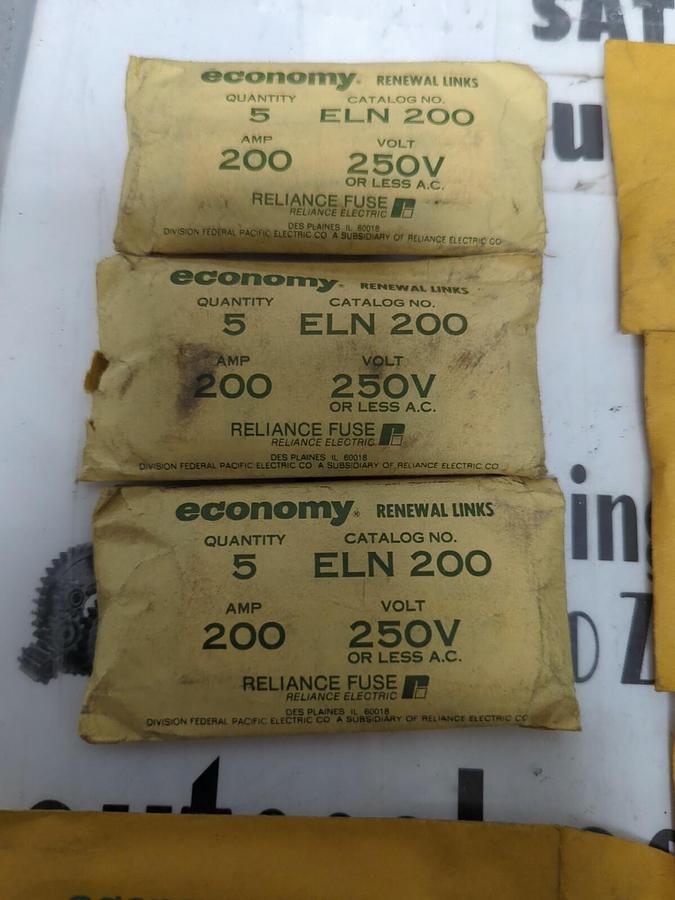 SAT
economy® RENEWAL LINKS
QUANTITY CATALOG NO.
5 ELN 200
AMP VOLT
200 250V
OR LESS A.C.
RELIANCE FUSE
RELIANCE ELECTRIC
DES PLAINES IL 60018
DIVISION FEDERAL PACIFIC ELECTRIC CO A SUBSIDIARY OF RELIANCE ELECTRIC CO
economy® RENEWAL LINKS
QUANTITY CATALOG NO.
5 ELN 200
AMP VOLT
200 250V
OR LESS A.C.
RELIANCE FUSE
RELIANCE ELECTRIC
DES PLAINES IL 60018
DIVISION FEDERAL PACIFIC ELECTRIC CO A SUBSIDIARY OF RELIANCE ELECTRIC CO
economy® RENEWAL LINKS
QUANTITY CATALOG NO.
5 ELN 200
AMP VOLT
200 250V
OR LESS A.C.
RELIANCE FUSE
RELIANCE ELECTRIC
DES PLAINES IL 60018
DIVISION FEDERAL PACIFIC ELECTRIC CO A SUBSIDIARY OF RELIANCE ELECTRIC CO